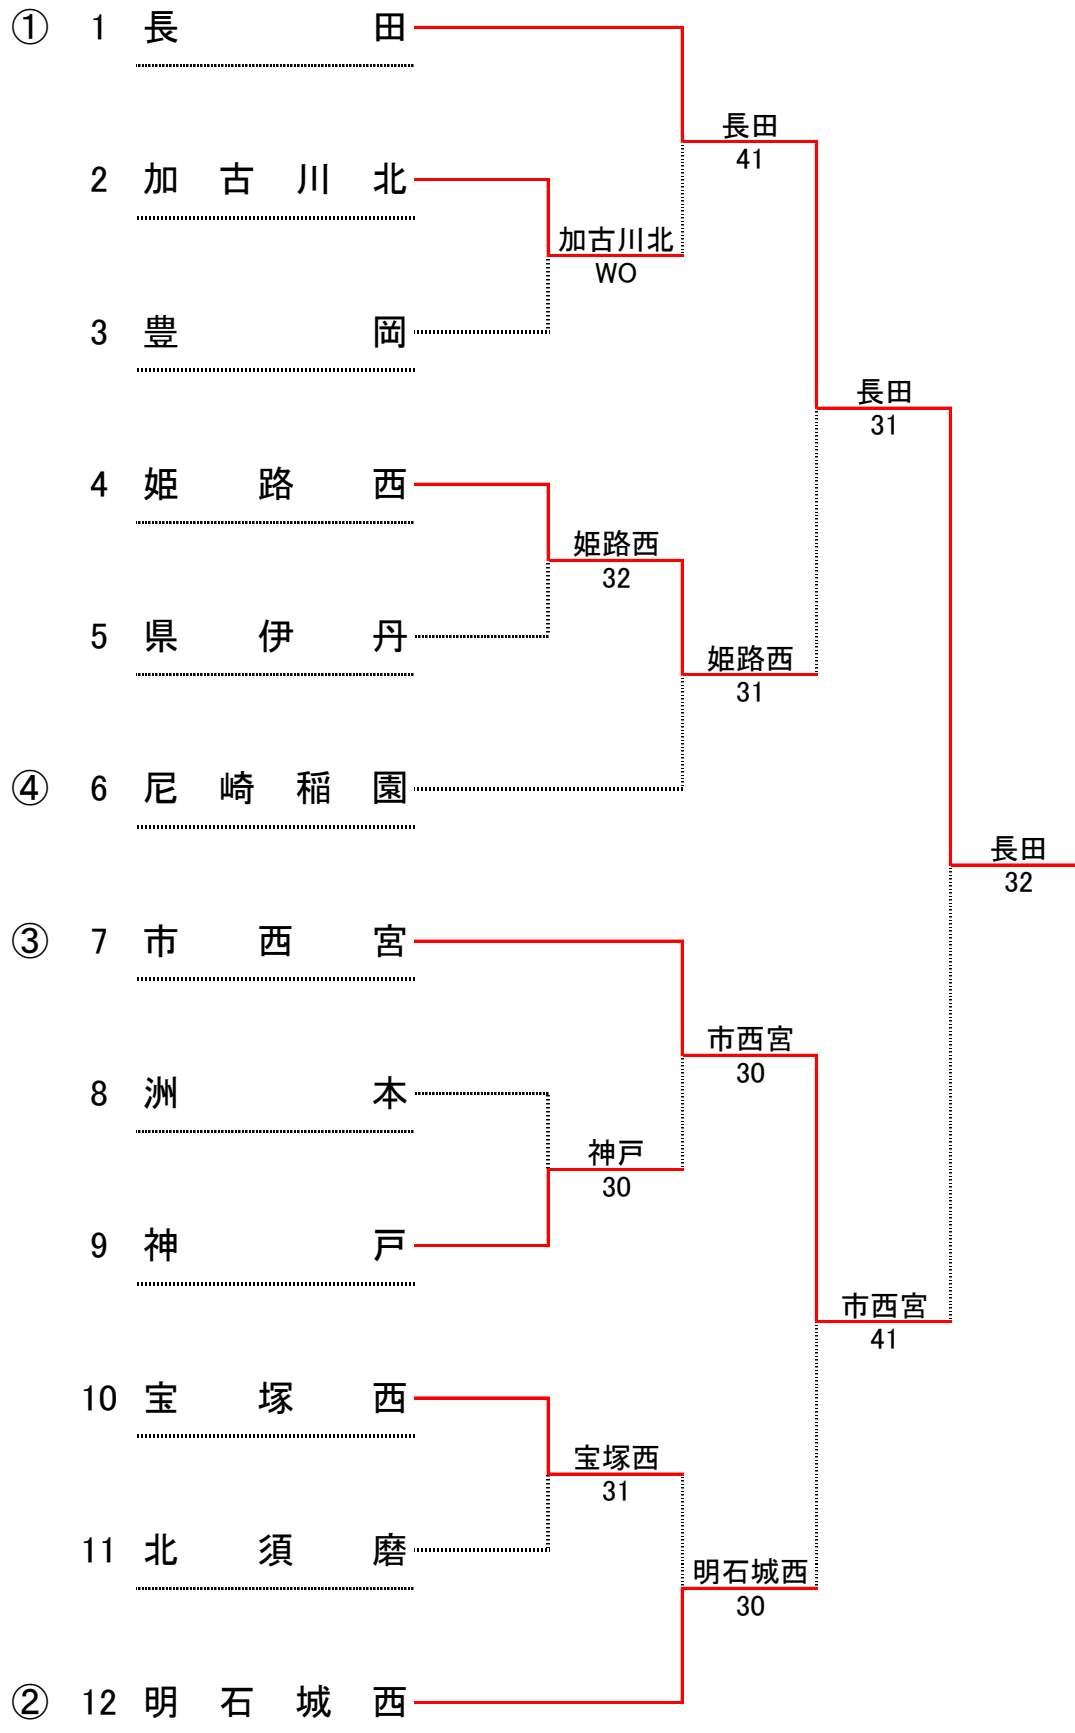 ① 1 長田
長田
41
2 加古川北
加古川北
WO
3 豊岡
長田
31
4 姫路西
姫路西
32
5 県伊丹
姫路西
31
④ 6 尼崎稲園
長田
32
③ 7 市西宮
市西宮
30
8 洲本
神戸
30
9 神戸
市西宮
41
10 宝塚西
宝塚西
31
11 北須磨
明石城西
30
② 12 明石城西